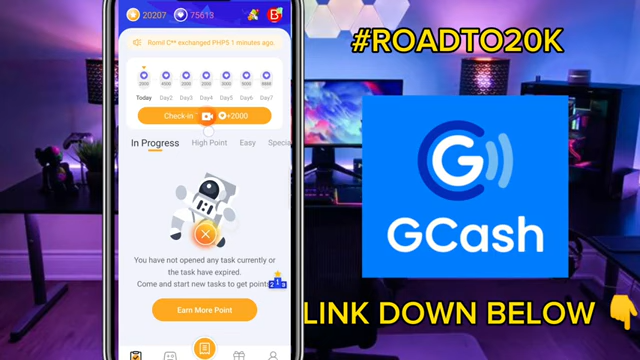 20207
75613
#ROADTO20K
Romil C** exchanged PHP5 1 minutes ago.
Today Day2 Day3 Day4 Day5 Day6 Day7
Check-in +2000
In Progress High Point Easy Specia
G
GCash
You have not opened any task currently or
the task have expired.
Come and start new tasks to get point
Earn More Point
LINK DOWN BELOW